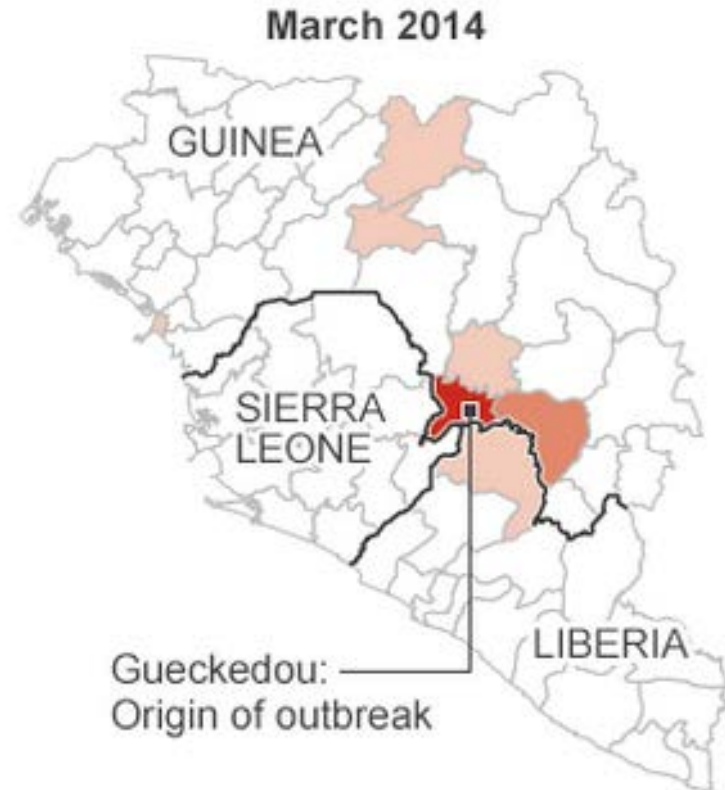 March 2014
GUINEA
SIERRA
LEONE
LIBERIA
Gueckedou:
Origin of outbreak